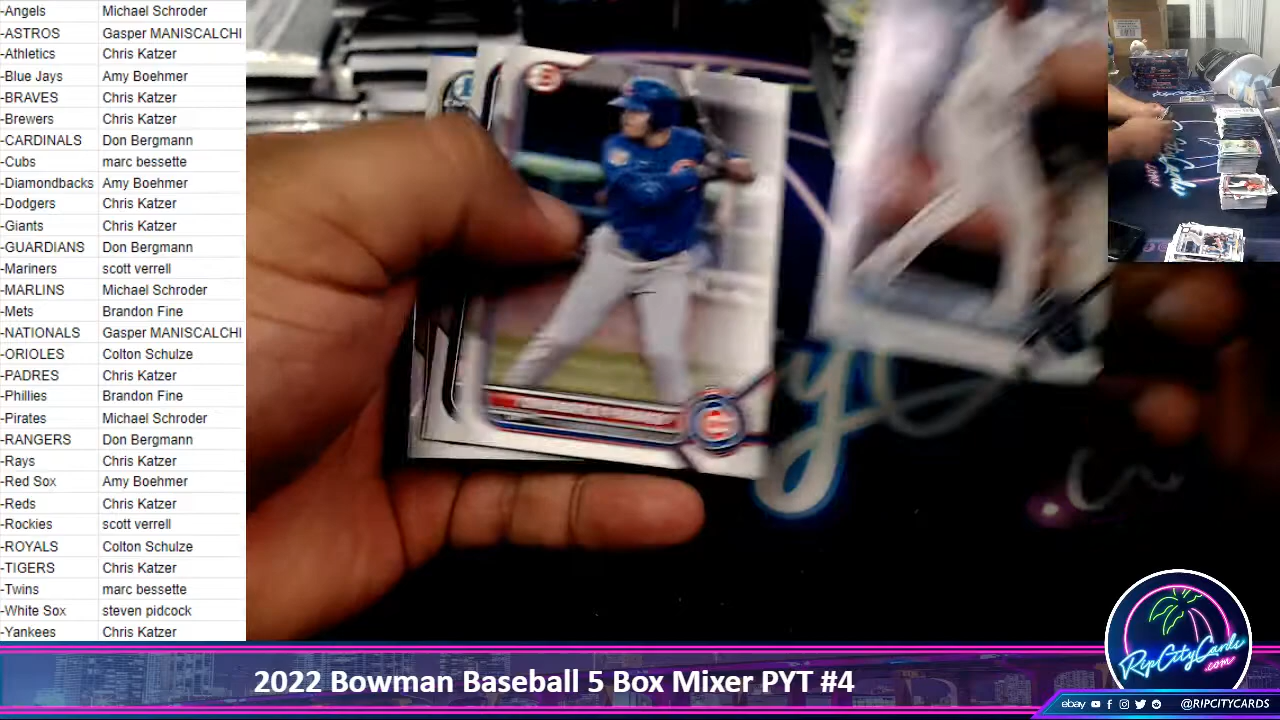 -Angels Michael Schroder
-ASTROS Gasper MANISCALCHI
-Athletics Chris Katzer
-Blue Jays Amy Boehmer
-BRAVES Chris Katzer
-Brewers Chris Katzer
-CARDINALS Don Bergmann
-Cubs marc bessette
-Diamondbacks Amy Boehmer
-Dodgers Chris Katzer
-Giants Chris Katzer
-GUARDIANS Don Bergmann
-Mariners scott verrell
-MARLINS Michael Schroder
-Mets Brandon Fine
-NATIONALS Gasper MANISCALCHI
-ORIOLES Colton Schulze
-PADRES Chris Katzer
-Phillies Brandon Fine
-Pirates Michael Schroder
-RANGERS Don Bergmann
-Rays Chris Katzer
-Red Sox Amy Boehmer
-Reds Chris Katzer
-Rockies scott verrell
-ROYALS Colton Schulze
-TIGERS Chris Katzer
-Twins marc bessette
-White Sox steven pidcock
-Yankees Chris Katzer
RipCityCards
.com
2022 Bowman Baseball 5 Box Mixer PYT #4
ebay @RIPCITYCARDS